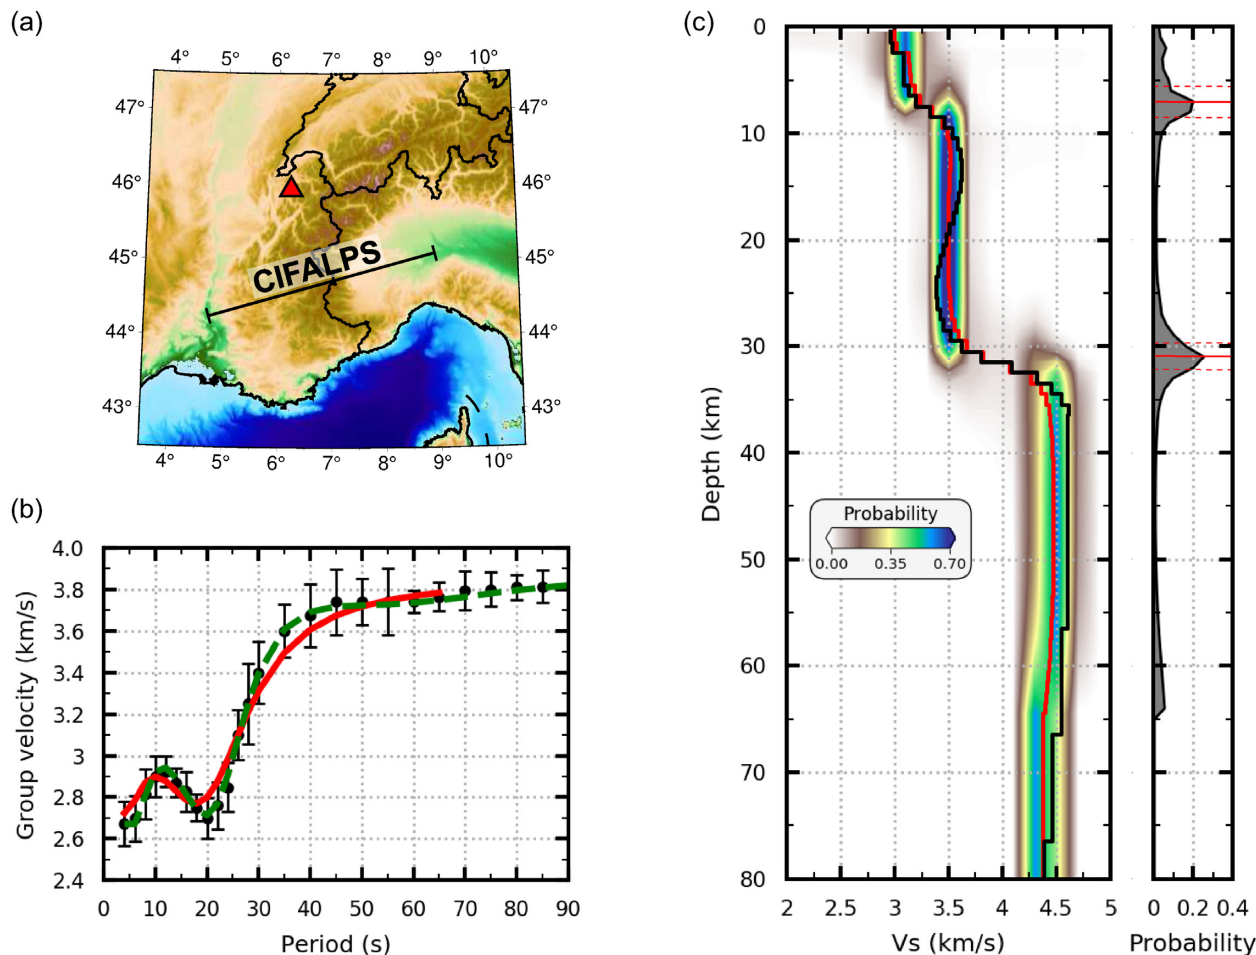 (a)
4° 5° 6° 7° 8° 9° 10°
47° 47°
46° 46°
45° 45°
44° 44°
43° 43°
CIFALPS
4° 5° 6° 7° 8° 9° 10°
(b)
Group velocity (km/s)
4.0
3.8
3.6
3.4
3.2
3
2.8
2.6
2.4
0 10 20 30 40 50 60 70 80 90
Period (s)
(c)
Depth (km)
0
10
20
30
40
50
60
70
80
Probability
0.00 0.35 0.70
2 2.5 3 3.5 4 4.5 5
Vs (km/s)
0 0.2 0.4
Probability